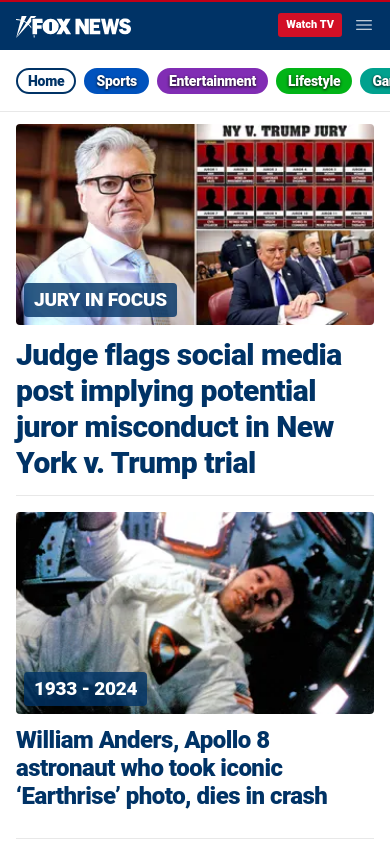 FOX NEWS
Watch TV
Home
Sports
Entertainment
Lifestyle
Ga
NY V. TRUMP JURY
JURY IN FOCUS
Judge flags social media
post implying potential
juror misconduct in New
York v. Trump trial
1933 - 2024
William Anders, Apollo 8
astronaut who took iconic
‘Earthrise’ photo, dies in crash